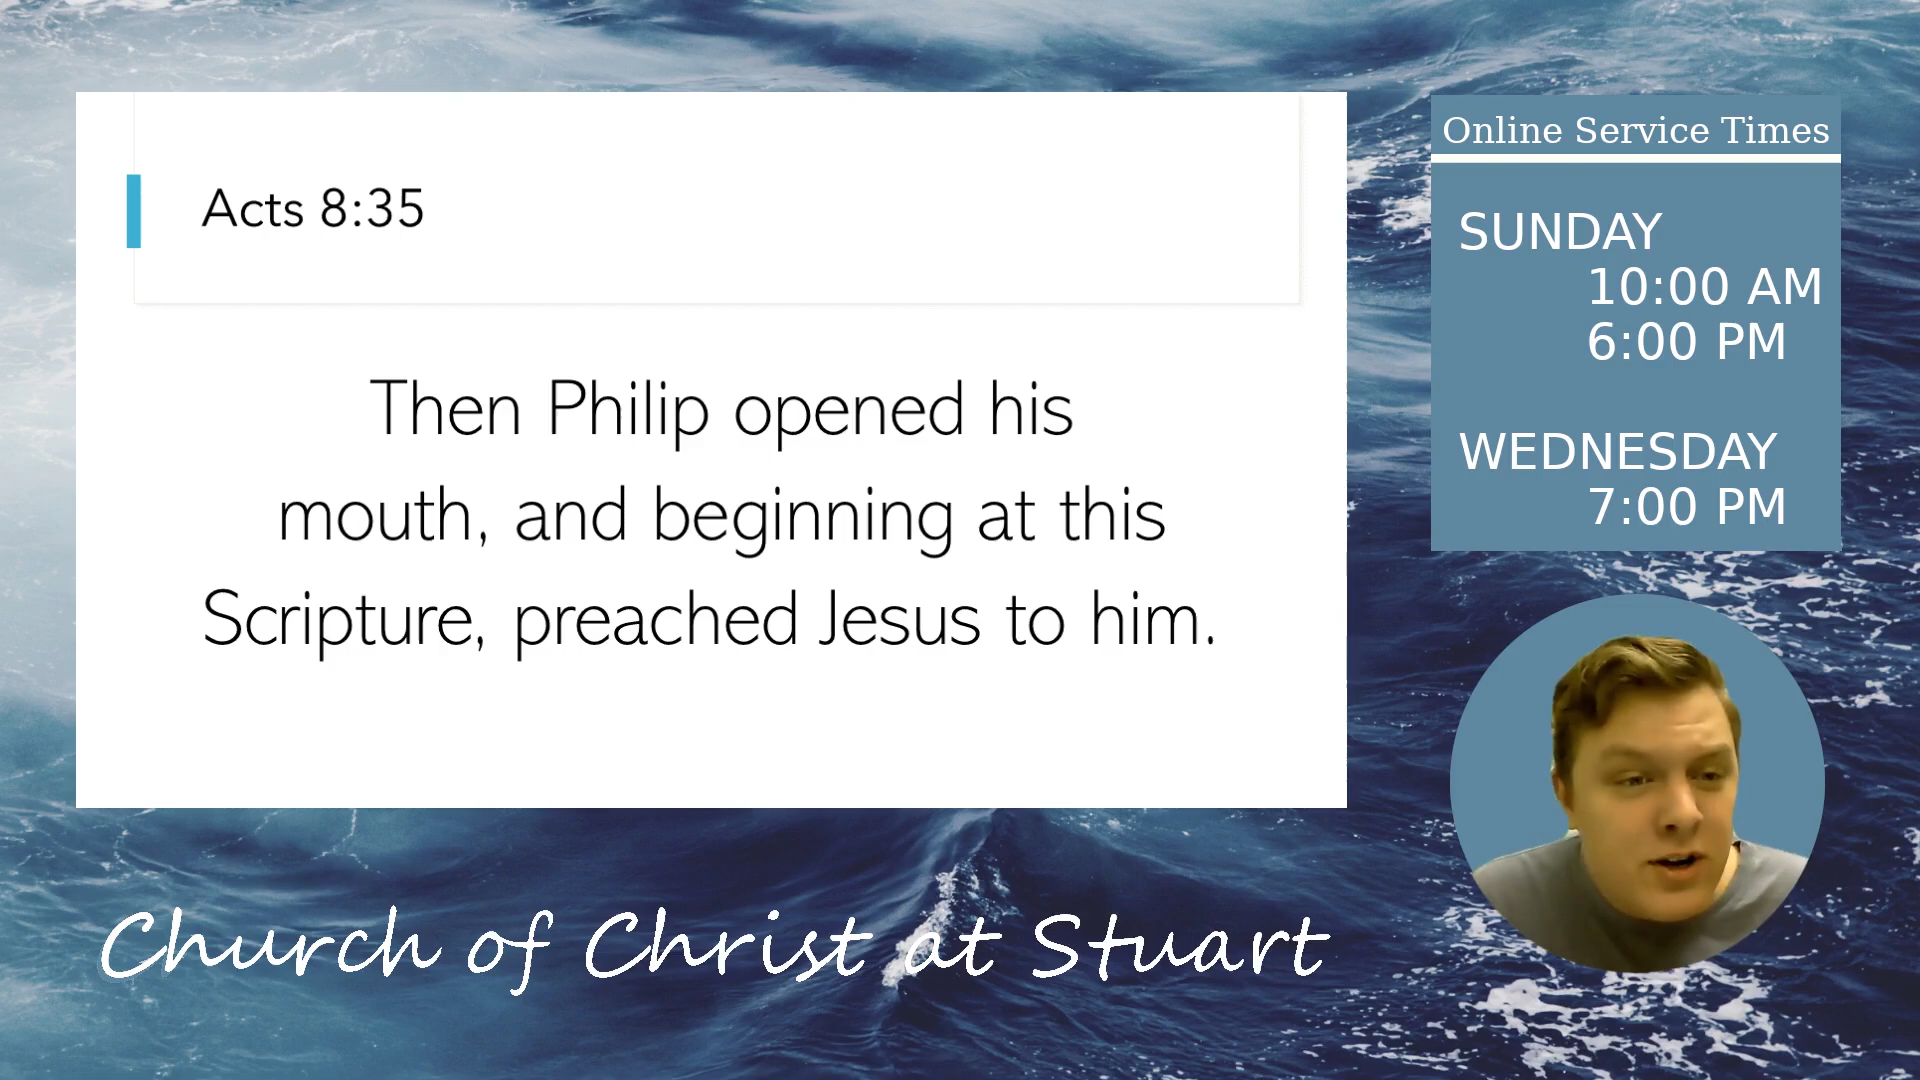 Acts 8:35
Then Philip opened his
mouth, and beginning at this
Scripture, preached Jesus to him.
Online Service Times
SUNDAY
10:00 AM
6:00 PM
WEDNESDAY
7:00 PM
Church of Christ at Stuart